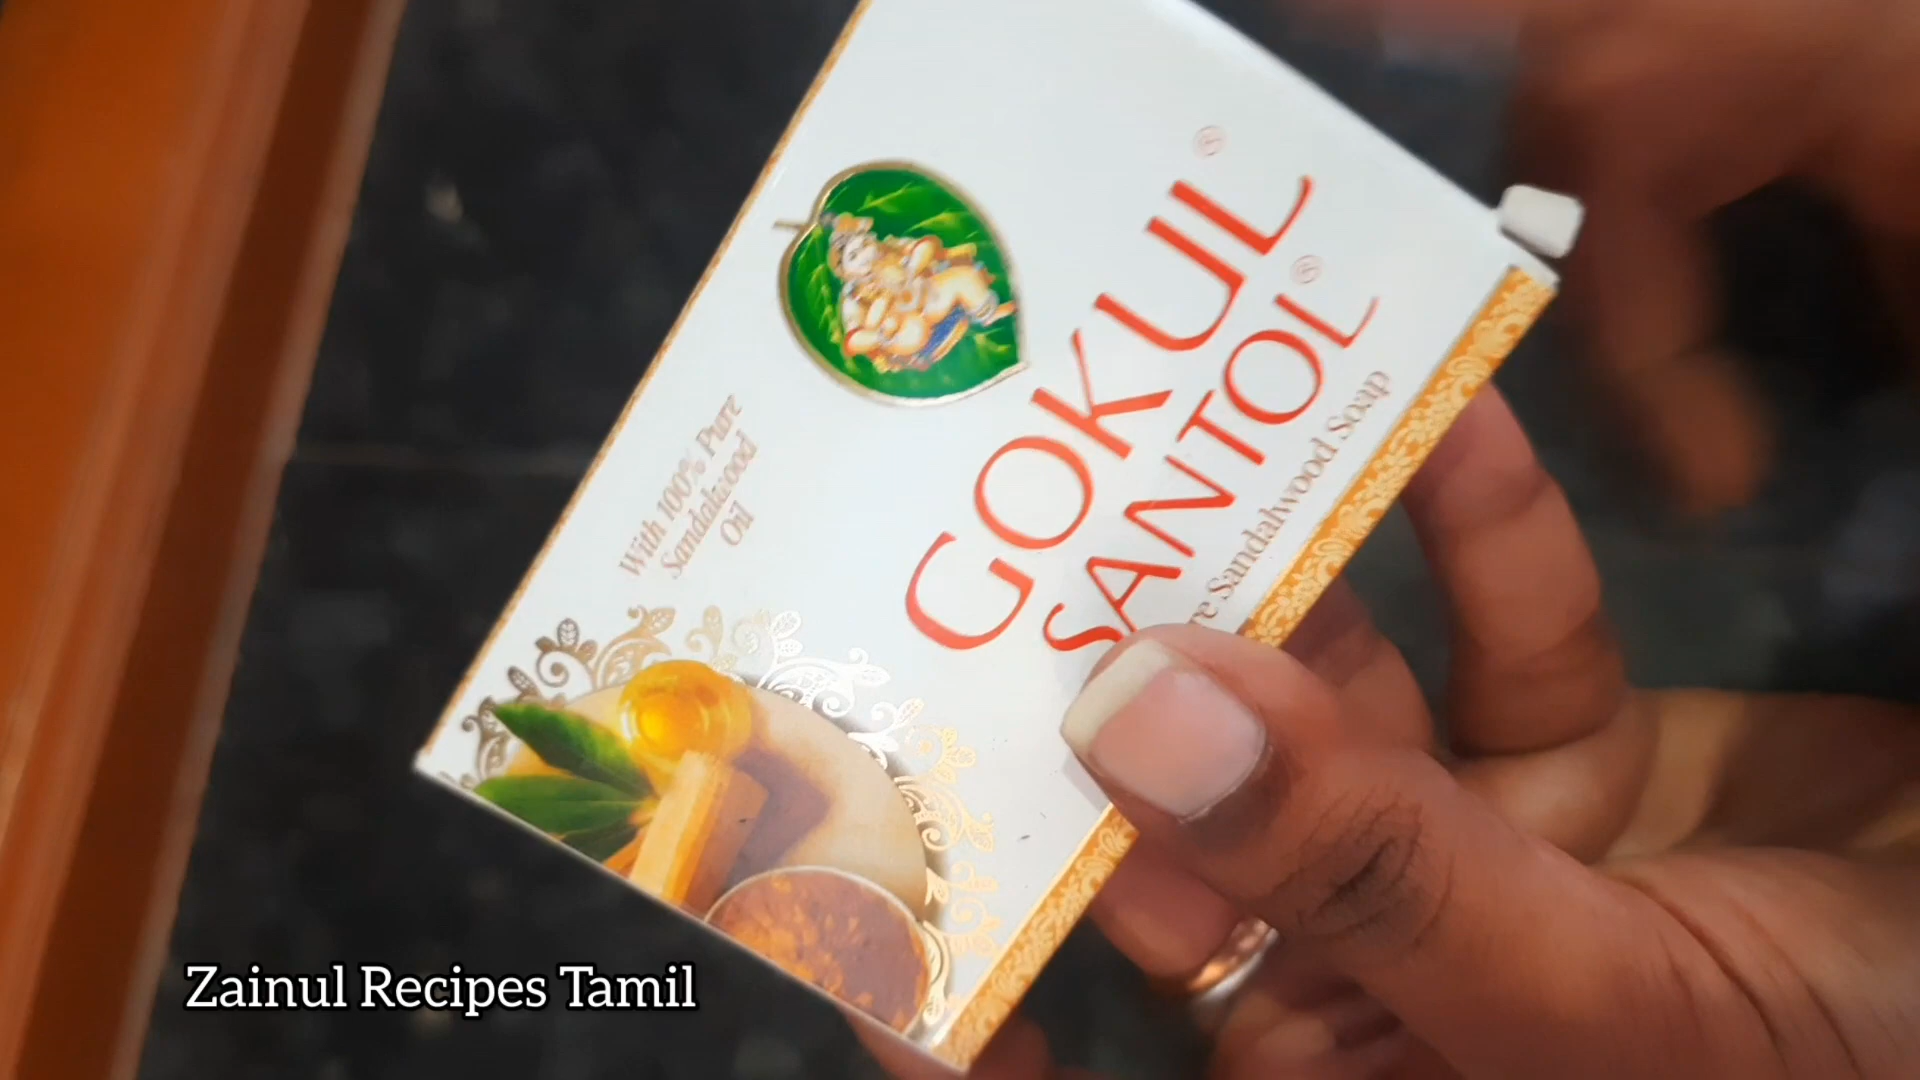 GOKUL®
SANTOL®
Sandalwood Soap
With 100% Pure
Sandalwood
Oil
Zainul Recipes Tamil